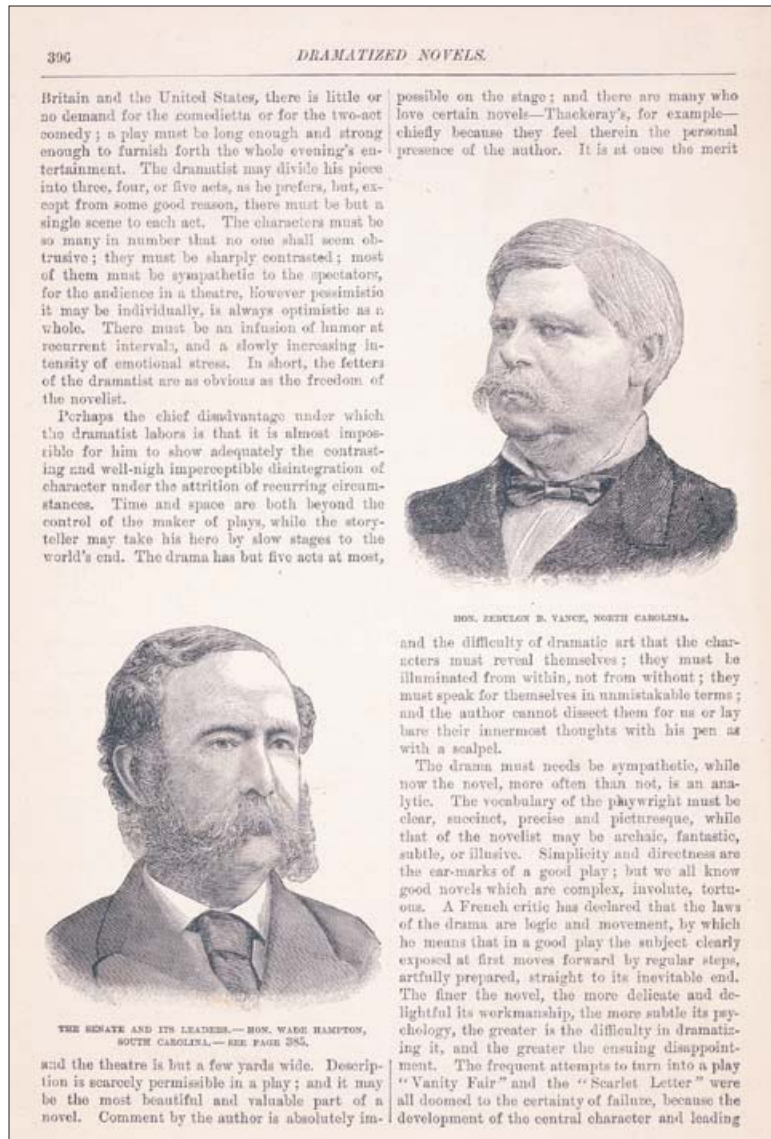 396
DRAMATIZED NOVELS.
Britain and the United States, there is little or
no demand for the comedietta or for the two-act
comedy; a play must be long enough and strong
enough to furnish forth the whole evening's en-
tertainment. The dramatist may divide his piece
into three, four, or five acts, as he prefers, but, ex-
cept from some good reason, there must be but a
single scene to each act. The characters must be
so many in number that no one shall seem ob-
trusive; they must be sharply contrasted; most
of them must be sympathetic to the spectators,
for the audience in a theatre, however pessimistic
it may be individually, is always optimistic as a
whole. There must be an infusion of humor at
recurrent intervals, and a slowly increasing in-
tensity of emotional stress. In short, the fetters
of the dramatist are as obvious as the freedom of
the novelist.
Perhaps the chief disadvantage under which
the dramatist labors is that it is almost impos-
sible for him to show adequately the contrast-
ing and well-nigh imperceptible disintegration of
character under the attrition of recurring circum-
stances. Time and space are both beyond the
control of the maker of plays, while the story-
teller may take his hero by slow stages to the
world's end. The drama has but five acts at most,
THE SENATE AND ITS LEADERS.—HON. WADE HAMPTON,
SOUTH CAROLINA.—SEE PAGE 385.
and the theatre is but a few yards wide. Descrip-
tion is scarcely permissible in a play; and it may
be the most beautiful and valuable part of a
novel. Comment by the author is absolutely im-
possible on the stage; and there are many who
love certain novels—Thackeray's, for example—
chiefly because they feel therein the personal
presence of the author. It is at once the merit
HON. ZEBULON B. VANCE, NORTH CAROLINA.
and the difficulty of dramatic art that the char-
acters must reveal themselves; they must be
illuminated from within, not from without; they
must speak for themselves in unmistakable terms;
and the author cannot dissect them for us or lay
bare their innermost thoughts with his pen as
with a scalpel.
The drama must needs be sympathetic, while
now the novel, more often than not, is an ana-
lytic. The vocabulary of the playwright must be
clear, succinct, precise and picturesque, while
that of the novelist may be archaic, fantastic,
subtle, or illusive. Simplicity and directness are
the ear-marks of a good play; but we all know
good novels which are complex, involute, tortu-
ous. A French critic has declared that the laws
of the drama are logic and movement, by which
he means that in a good play the subject clearly
exposed at first moves forward by regular steps,
artfully prepared, straight to its inevitable end.
The finer the novel, the more delicate and de-
lightful its workmanship, the more subtle its psy-
chology, the greater is the difficulty in dramatiz-
ing it, and the greater the ensuing disappoint-
ment. The frequent attempts to turn into a play
"Vanity Fair" and the "Scarlet Letter" were
all doomed to the certainty of failure, because the
development of the central character and leading